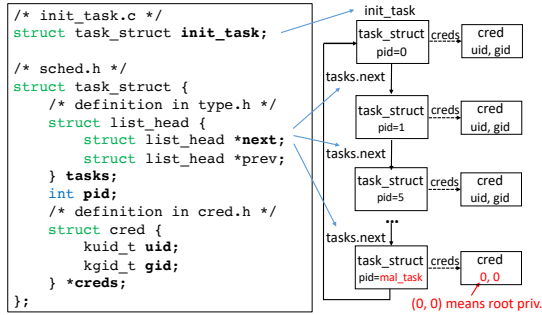 /* init_task.c */
struct task_struct init_task;
/* sched.h */
struct task_struct {
/* definition in type.h */
struct list_head {
struct list_head *next;
struct list_head *prev;
} tasks;
int pid;
/* definition in cred.h */
struct cred {
kuid_t uid;
kgid_t gid;
} *creds;
};
init_task
task_struct
pid=0
creds
cred
uid, gid
tasks.next
task_struct
pid=1
creds
cred
uid, gid
tasks.next
task_struct
pid=5
creds
cred
uid, gid
...
tasks.next
task_struct
pid=mal_task
creds
cred
0, 0
(0, 0) means root priv.